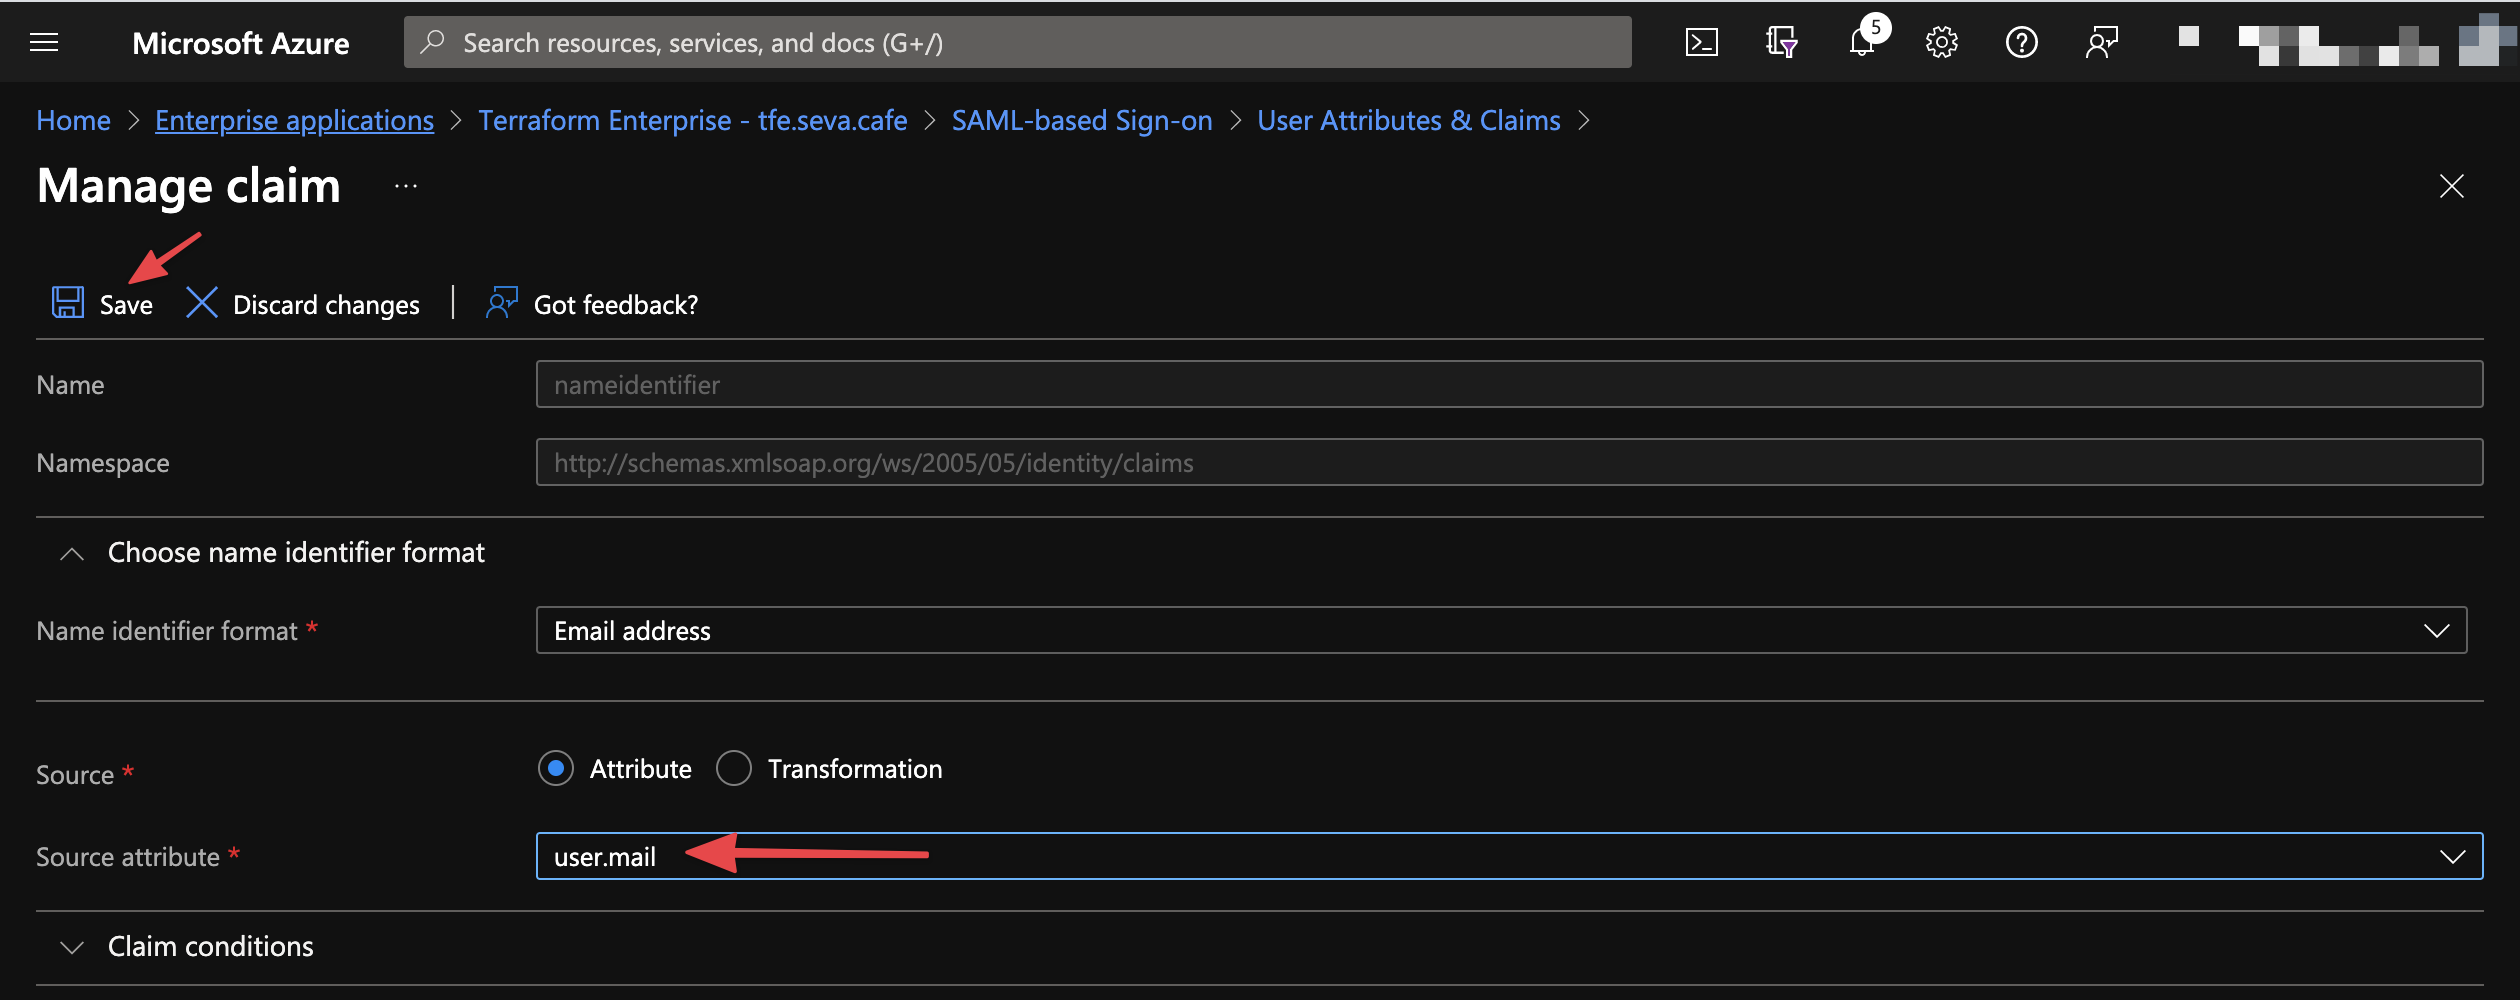 Microsoft Azure
Search resources, services, and docs (G+/)
5
Home > Enterprise applications > Terraform Enterprise - tfe.seva.cafe > SAML-based Sign-on > User Attributes & Claims >
Manage claim ...
Save
Discard changes
Got feedback?
Name
nameidentifier
Namespace
http://schemas.xmlsoap.org/ws/2005/05/identity/claims
Choose name identifier format
Name identifier format *
Email address
Source *
Attribute
Transformation
Source attribute *
user.mail
Claim conditions